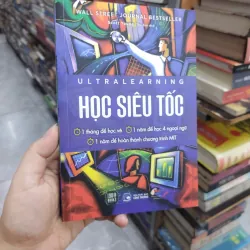 WALL STREET JOURNAL BESTSELLER
ULTRALEARNING
HỌC SIÊU TỐC
1 tháng để học vẽ
1 năm để học 4 ngoại ngữ
1 năm để hoàn thành chương trình MIT